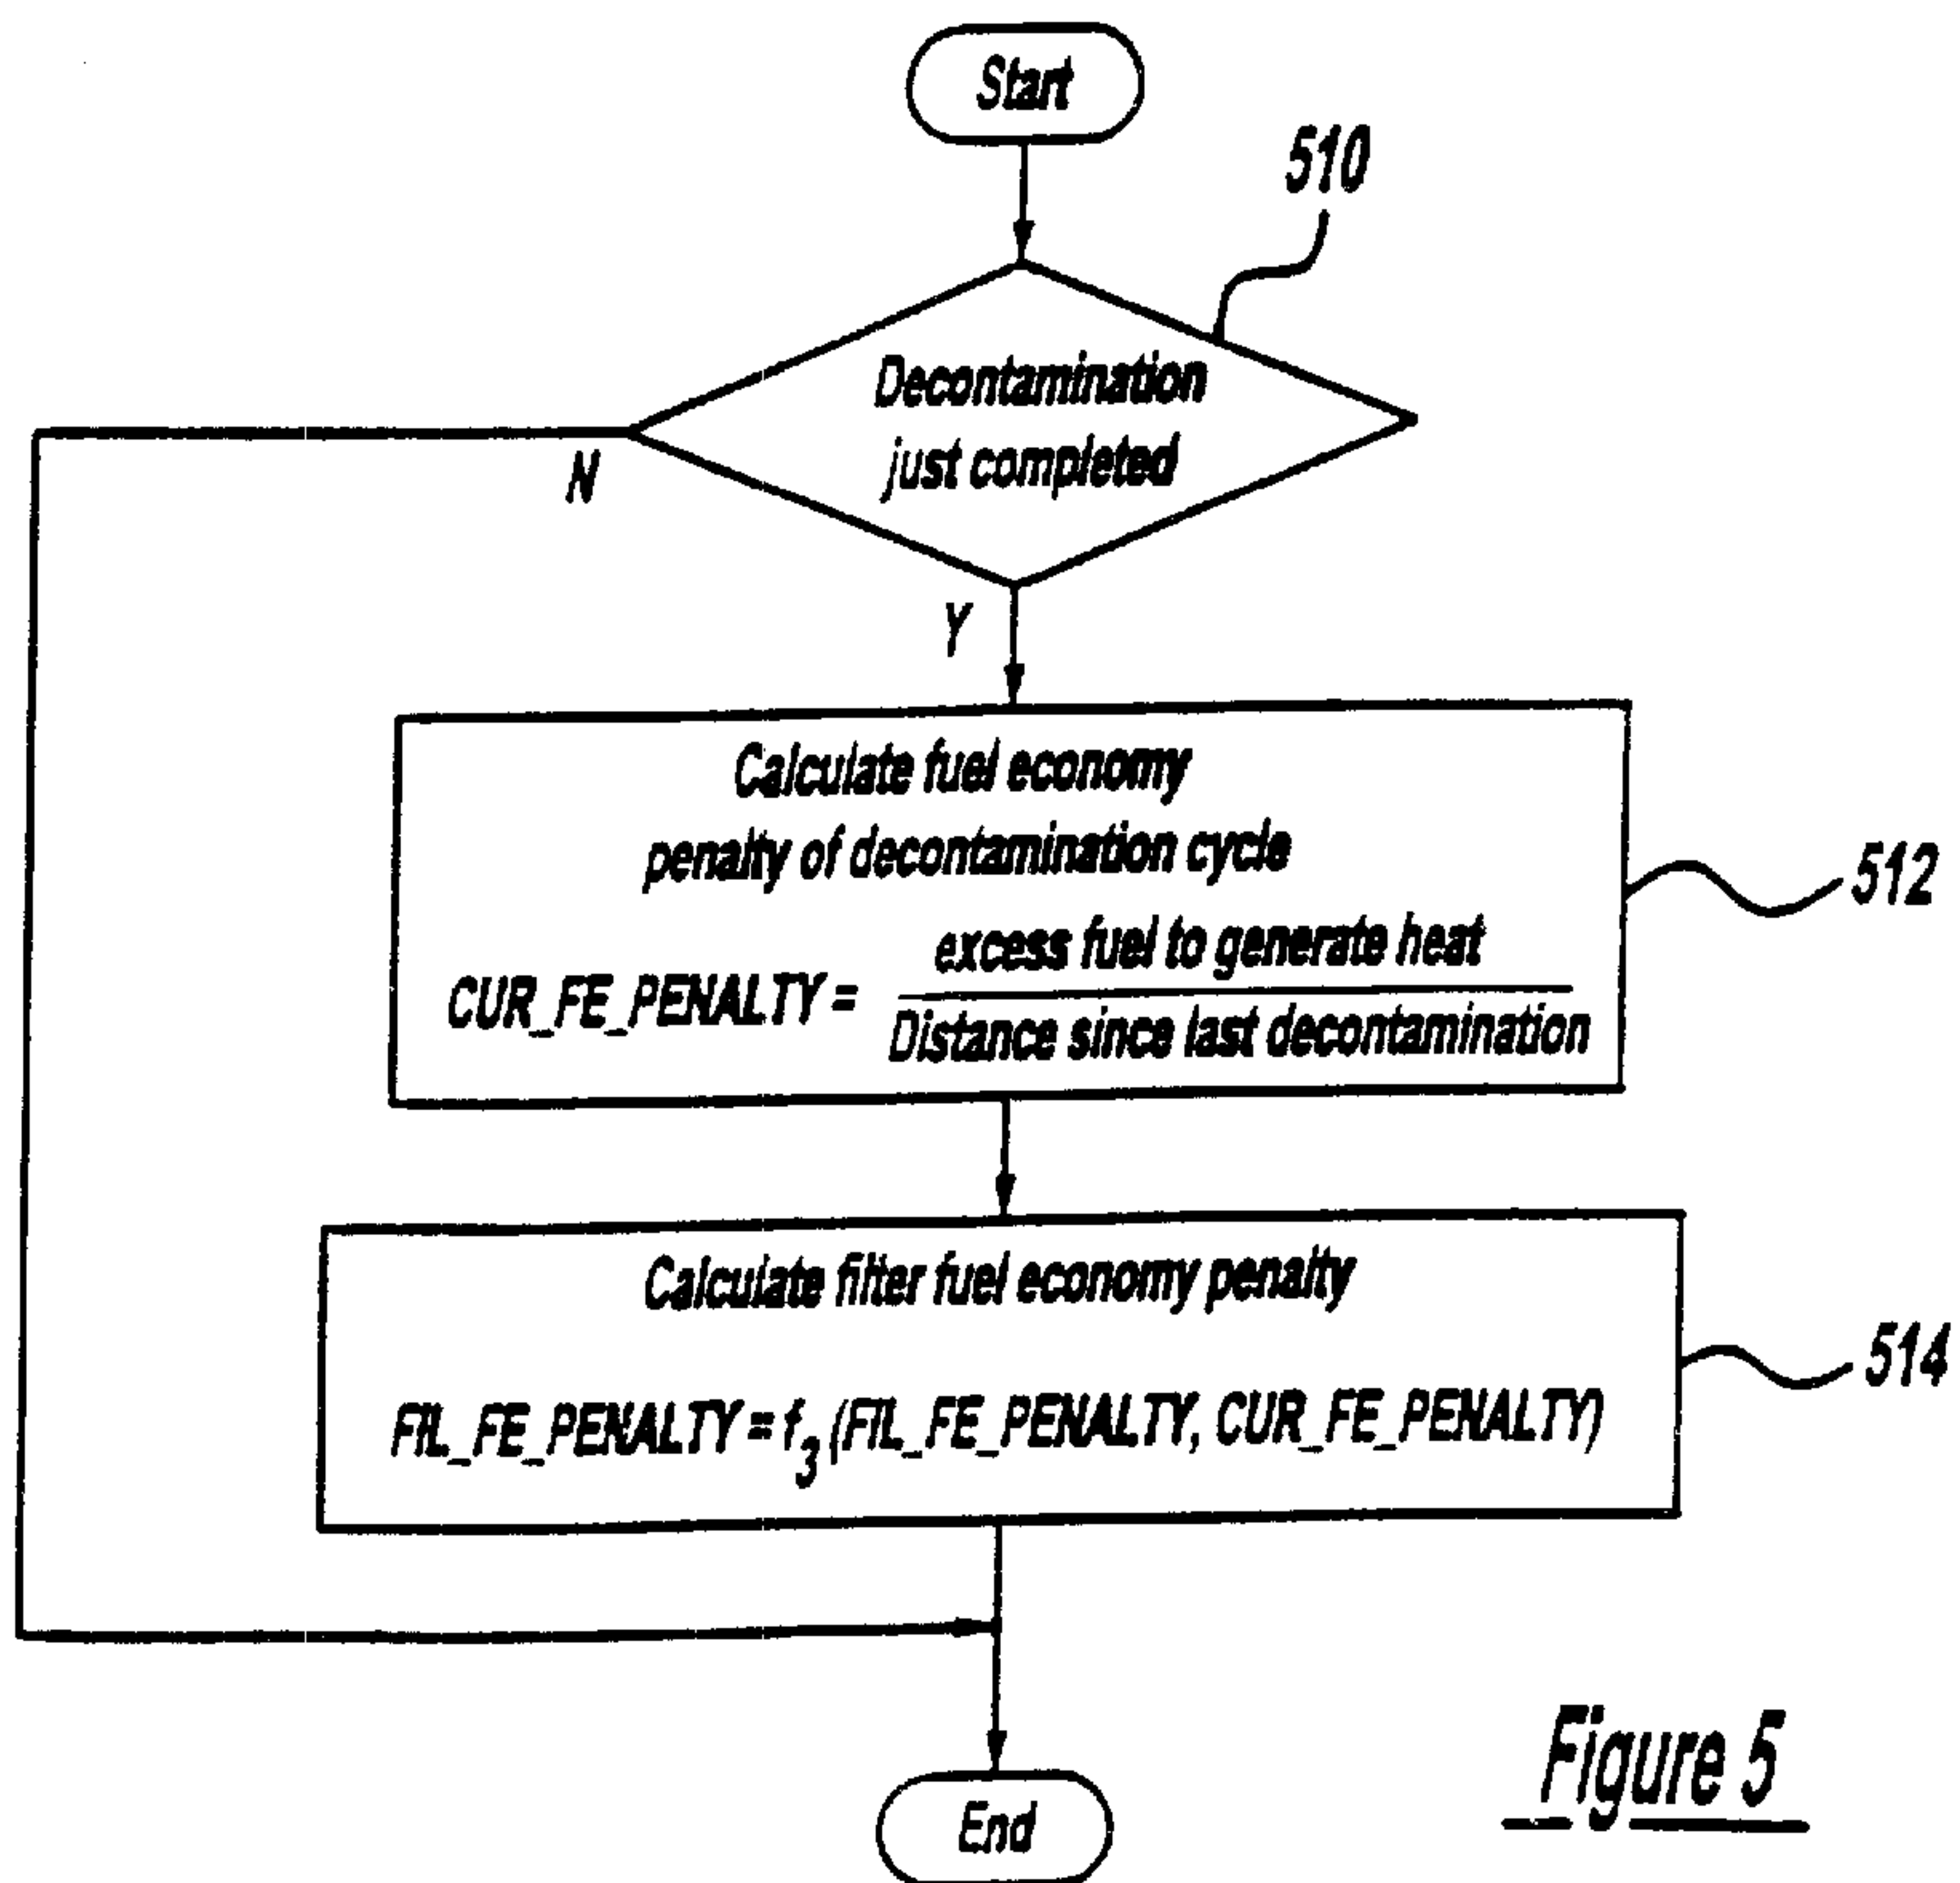 Start
510
Decontamination
just completed
N
Y
Calculate fuel economy
penalty of decontamination cycle
CUR_FE_PENALTY = excess fuel to generate heat
Distance since last decontamination
512
Calculate filter fuel economy penalty
FIL_FE_PENALTY = f3 (FIL_FE_PENALTY, CUR_FE_PENALTY)
514
End
Figure 5